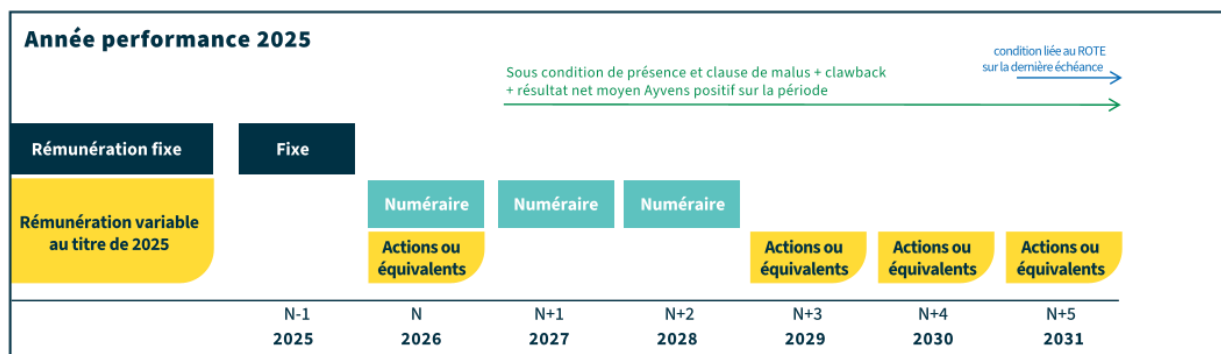 Année performance 2025
condition liée au ROTE
sur la dernière échéance
Sous condition de présence et clause de malus + clawback
+ résultat net moyen Ayvens positif sur la période
Rémunération fixe
Fixe
Rémunération variable
au titre de 2025
Numéraire
Numéraire
Numéraire
Actions ou
équivalents
Actions ou
équivalents
Actions ou
équivalents
Actions ou
équivalents
N-1
N
N+1
N+2
N+3
N+4
N+5
2025
2026
2027
2028
2029
2030
2031